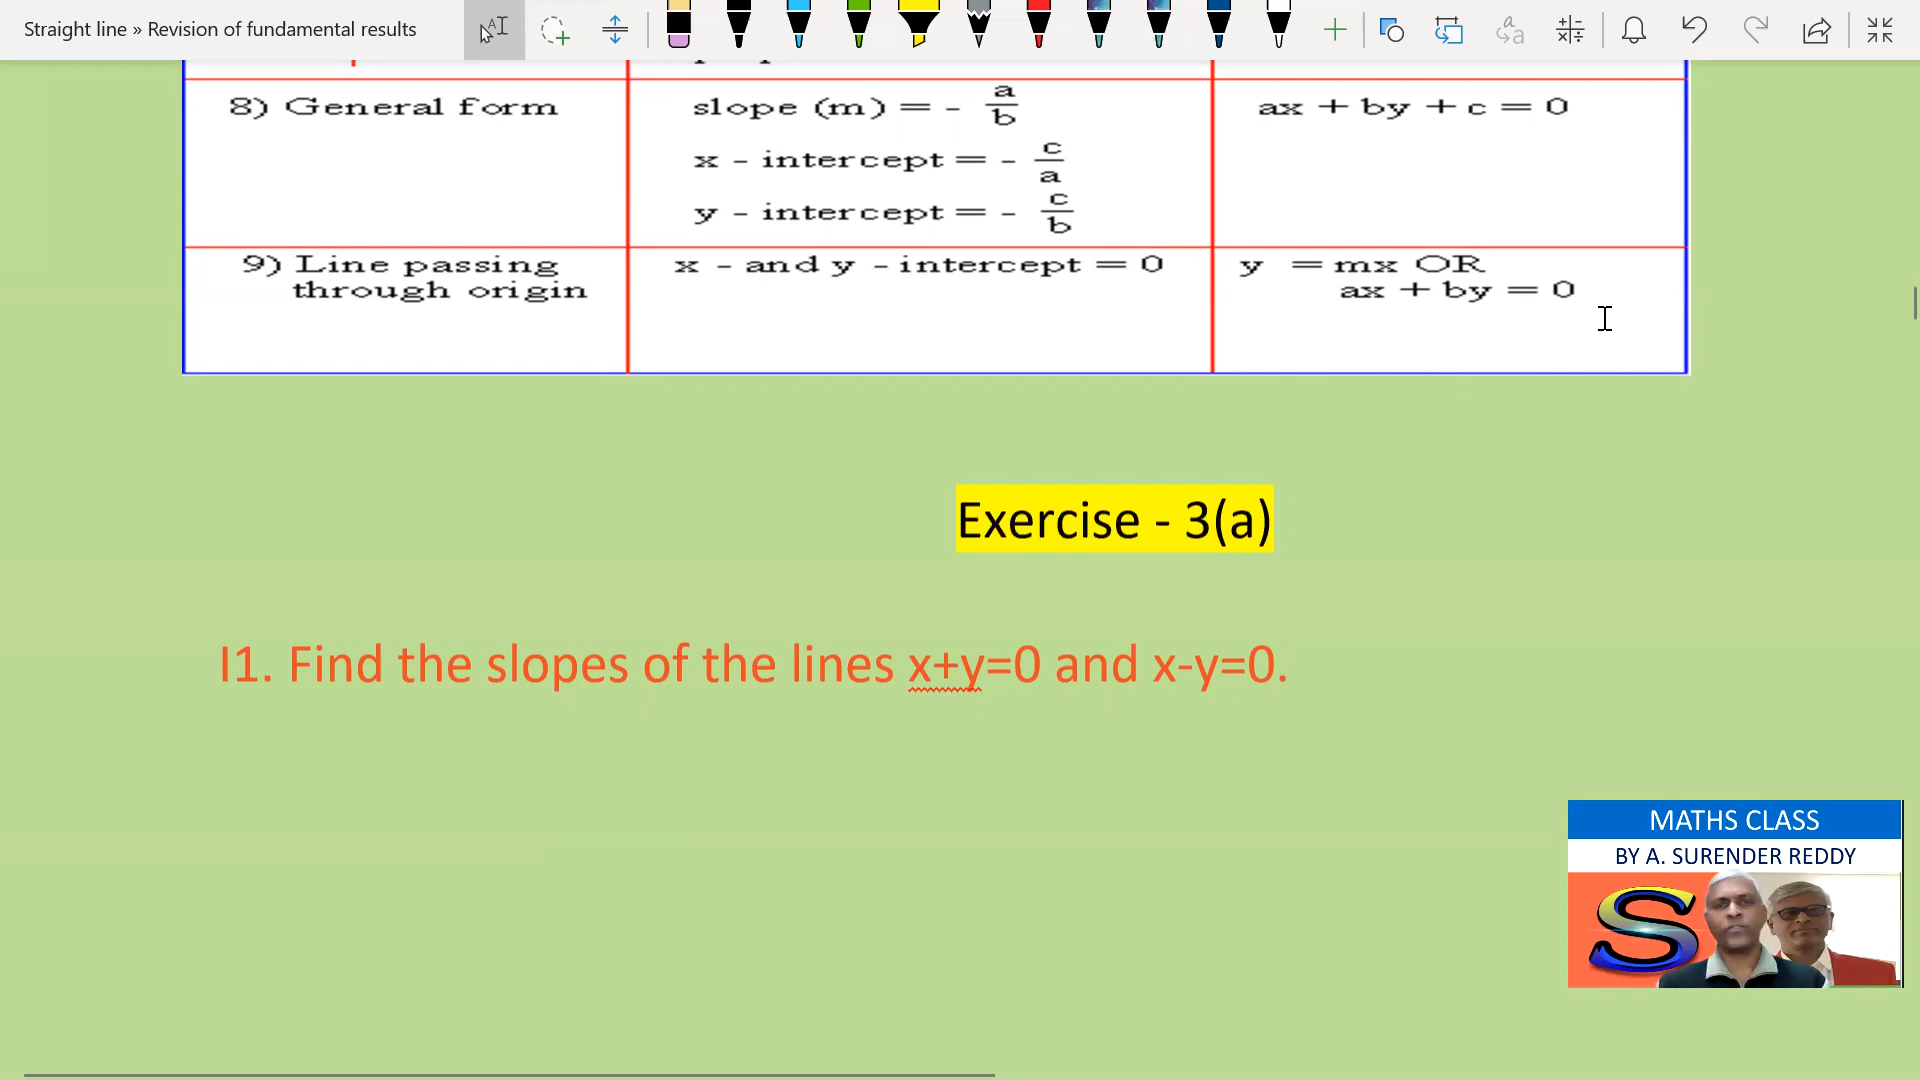 Straight line » Revision of fundamental results
8) General form
slope (m) = - a/b
ax + by + c = 0
x - intercept = - c/a
y - intercept = - c/b
9) Line passing through origin
x - and y - intercept = 0
y = mx OR
ax + by = 0
Exercise - 3(a)
I1. Find the slopes of the lines x+y=0 and x-y=0.
MATHS CLASS
BY A. SURENDER REDDY
S